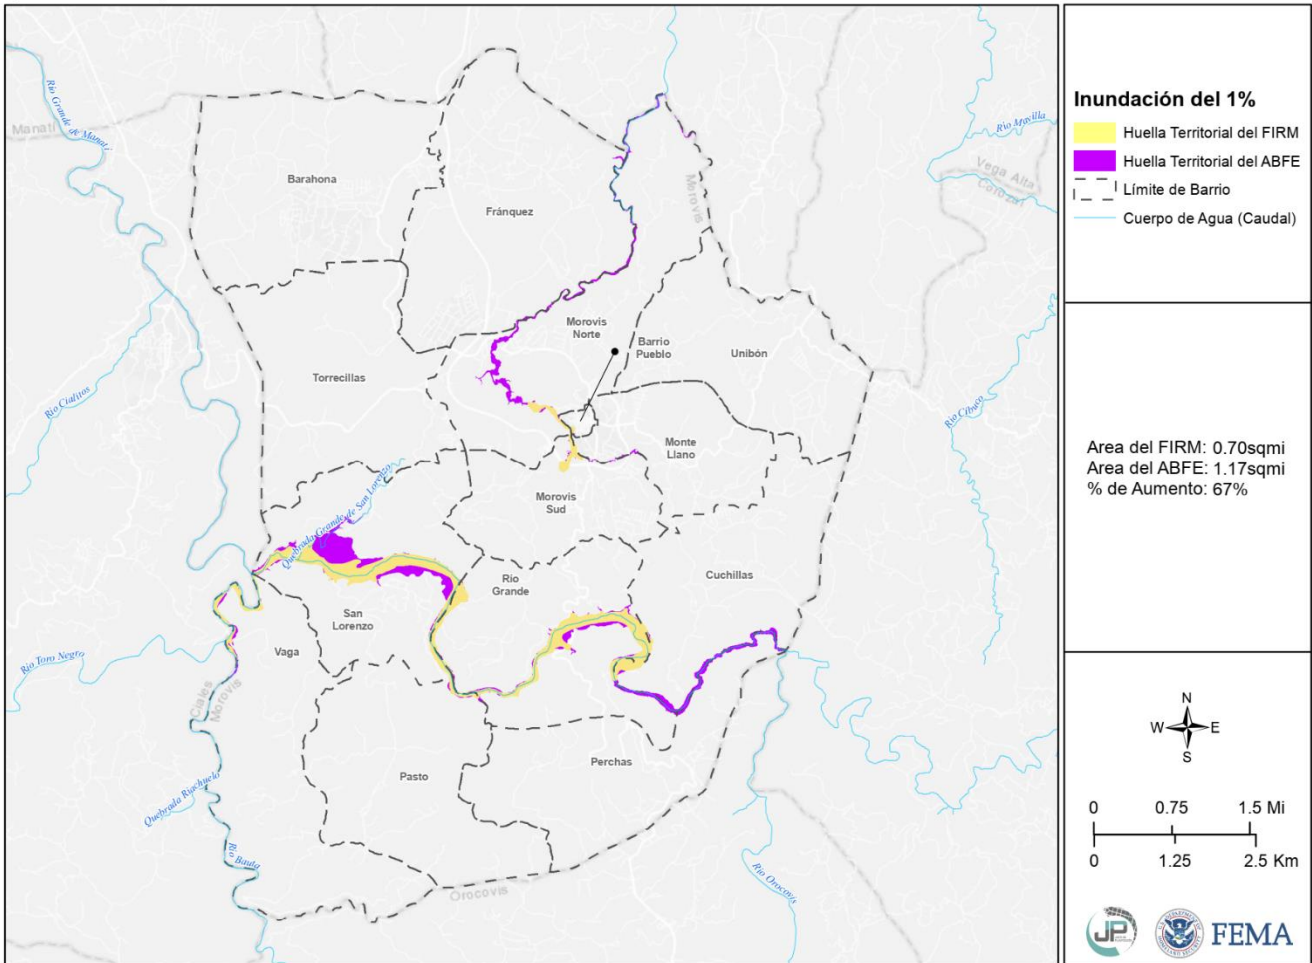 Río Grande de Manatí
Manatí
Barahona
Fránquez
Morovis
Río Mavilla
Vega Alta
Corozal
Morovis
Norte
Barrio
Pueblo
Unibón
Torrecillas
Río Cialitos
Río Cibuco
Monte
Llano
Morovis
Sud
Quebrada Grande de San Lorenzo
Cuchillas
Río
Grande
San
Lorenzo
Vaga
Río Toro Negro
Ciales
Morovis
Pasto
Perchas
Quebrada Riachuelo
Río Bauta
Orocovis
Río Orocovis
Inundación del 1%
Huella Territorial del FIRM
Huella Territorial del ABFE
Límite de Barrio
Cuerpo de Agua (Caudal)
Area del FIRM: 0.70sqmi
Area del ABFE: 1.17sqmi
% de Aumento: 67%
N
W E
S
0 0.75 1.5 Mi
0 1.25 2.5 Km
JP
FEMA